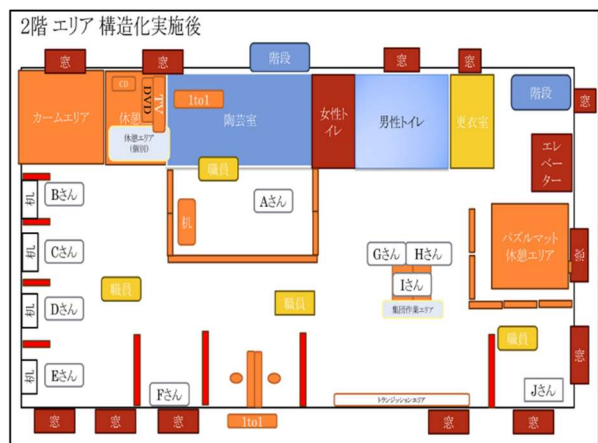 2階 エリア 構造化実施後
窓
窓
階段
窓
窓
カームエリア
休憩
CD
DVD
TV
休憩エリア
(個別)
1to1
陶芸室
女性ト
イレ
男性トイレ
更衣室
階段
窓
職員
エレ
ベー
ター
机
Bさん
机
Aさん
机
Cさん
Gさん
Hさん
パズルマット
休憩エリア
窓
Iさん
集団作業エリア
机
Dさん
職員
職員
職員
窓
机
Eさん
Fさん
トランジッションエリア
Jさん
窓
窓
窓
1to1
窓
窓